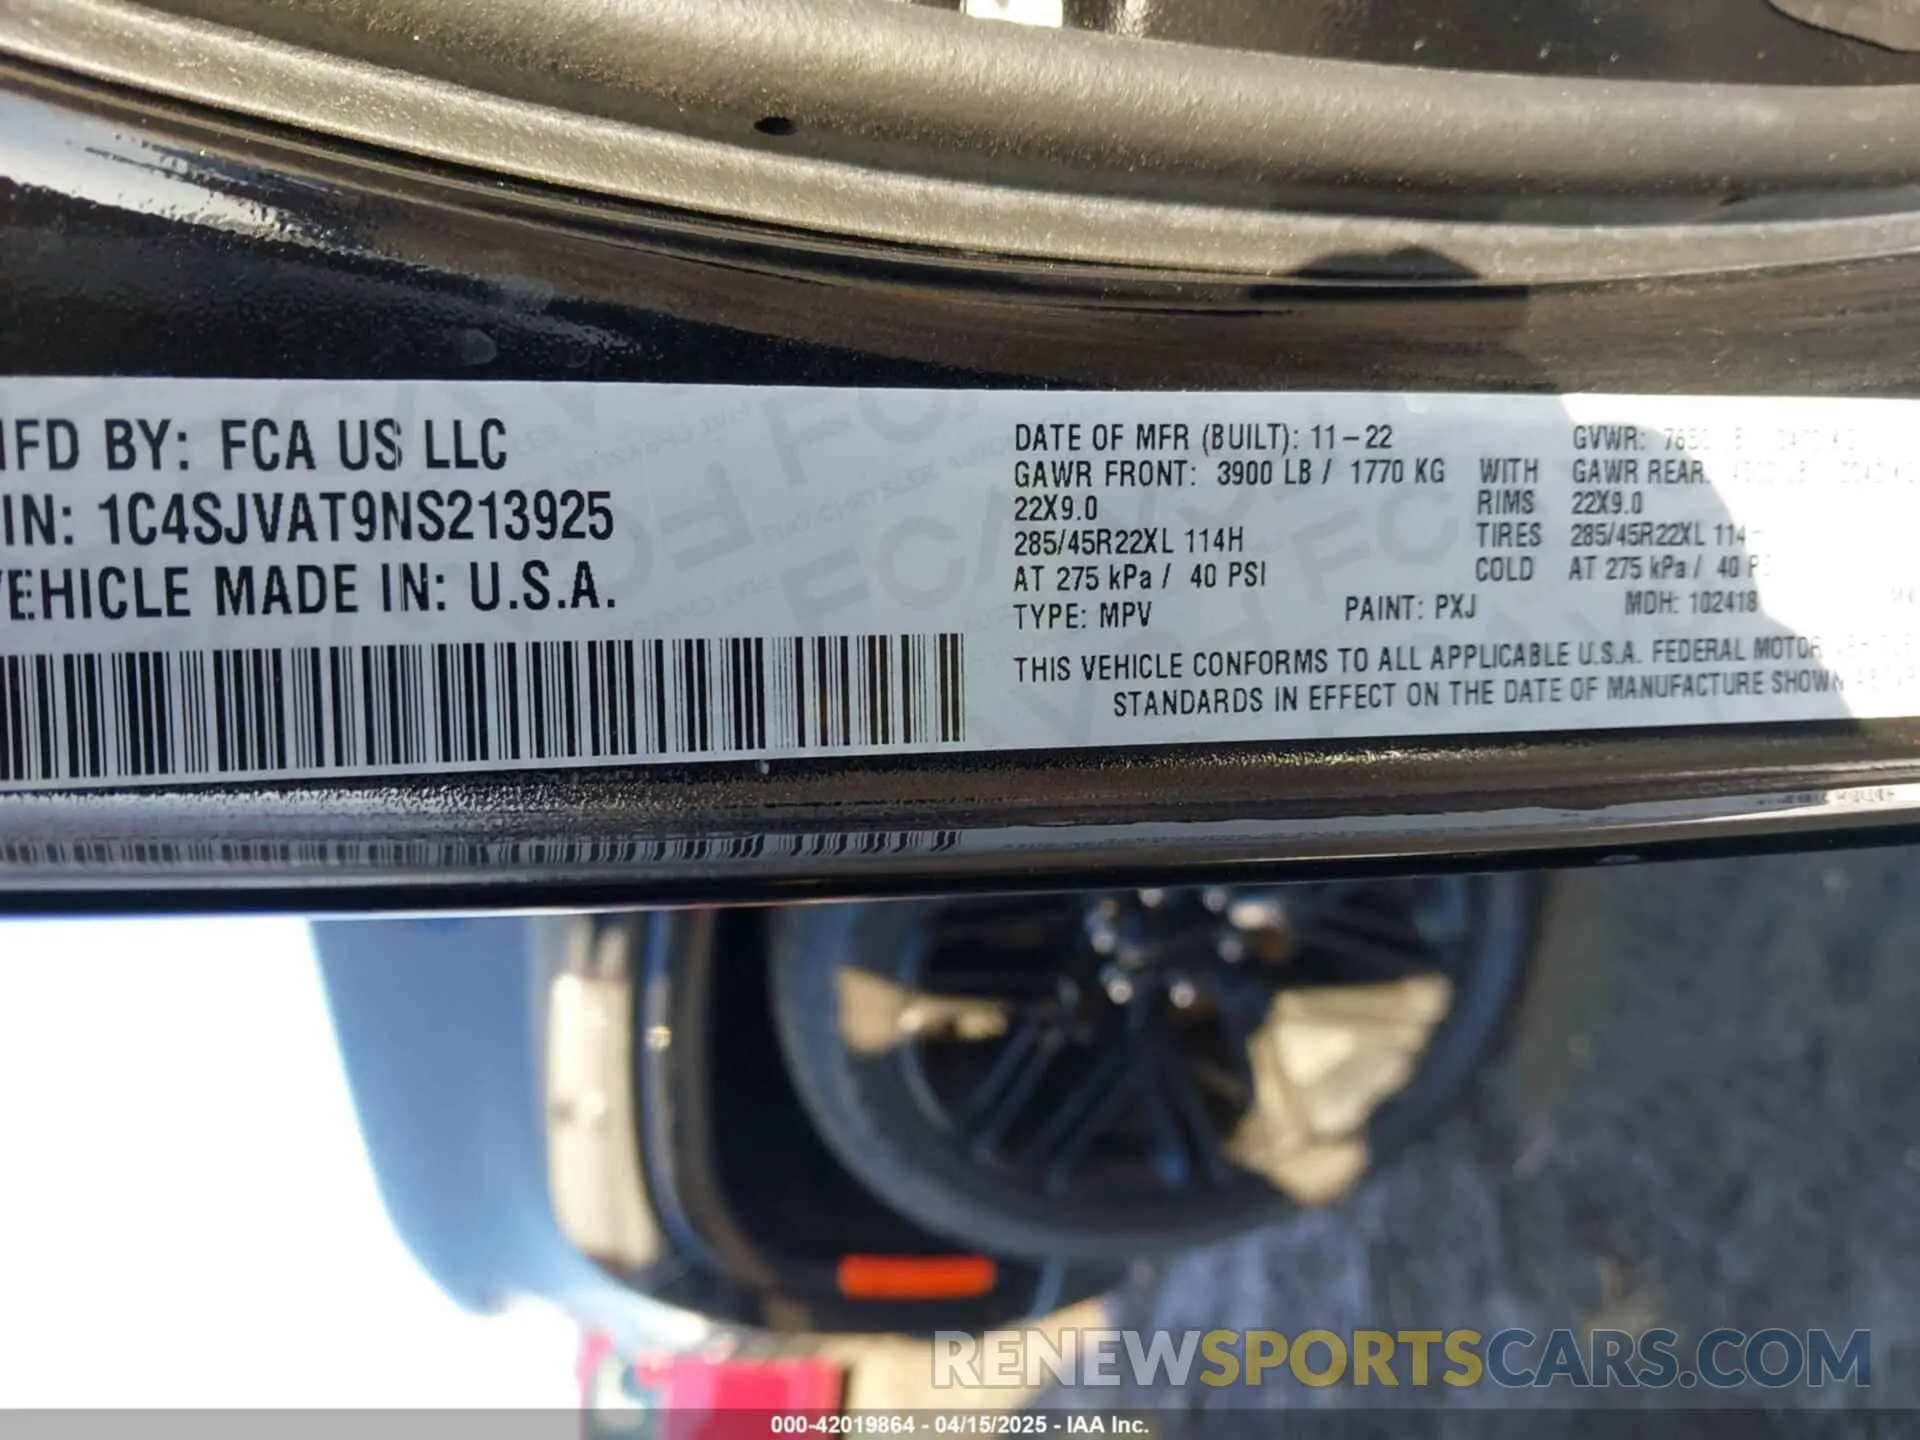 MFD BY: FCA US LLC
VIN: 1C4SJVAT9NS213925
VEHICLE MADE IN: U.S.A.
DATE OF MFR (BUILT): 11-22 GVWR:
GAWR FRONT: 3900 LB / 1770 KG WITH GAWR REAR:
22X9.0 RIMS 22X9.0
285/45R22XL 114H TIRES 285/45R22XL
AT 275 kPa / 40 PSI COLD AT 275 kPa / 40 PSI
TYPE: MPV PAINT: PXJ MDH: 102418
THIS VEHICLE CONFORMS TO ALL APPLICABLE U.S.A. FEDERAL MOTOR
STANDARDS IN EFFECT ON THE DATE OF MANUFACTURE SHOWN
RENEWSPORTSCARS.COM
000-42019864 - 04/15/2025 - IAA Inc.